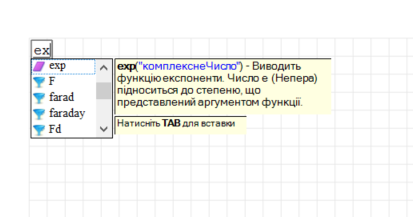 ex
exp
F
farad
faraday
Fd
exp("комплекснеЧисло") - Виводить
функцію експоненти. Число e (Непера)
підноситься до степеню, що
представлений аргументом функції.
Натисніть TAB для вставки